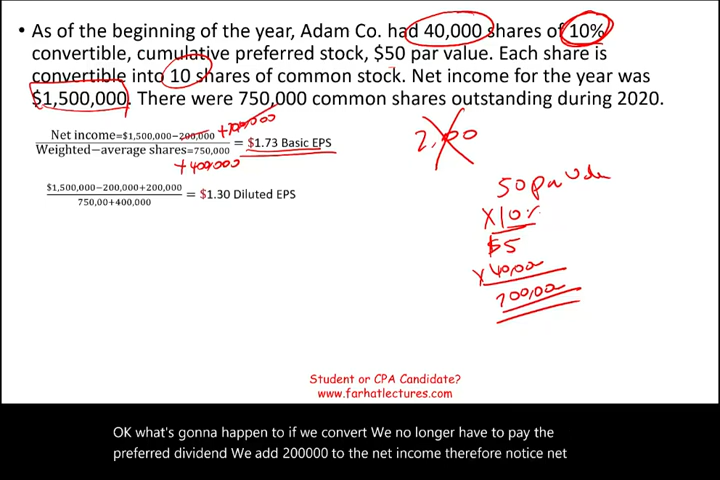 • As of the beginning of the year, Adam Co. had 40,000 shares of 10%
convertible, cumulative preferred stock, $50 par value. Each share is
convertible into 10 shares of common stock. Net income for the year was
$1,500,000. There were 750,000 common shares outstanding during 2020.
Net income=$1,500,000−200,000 +200,000
Weighted−average shares=750,000 = $1.73 Basic EPS
+400,000
$1,500,000−200,000+200,000
750,00+400,000 = $1.30 Diluted EPS
50 par
X 10%
$5
X 40,00
200,00
Student or CPA Candidate?
www.farhatlectures.com
OK what's gonna happen to if we convert We no longer have to pay the
preferred dividend We add 200000 to the net income therefore notice net